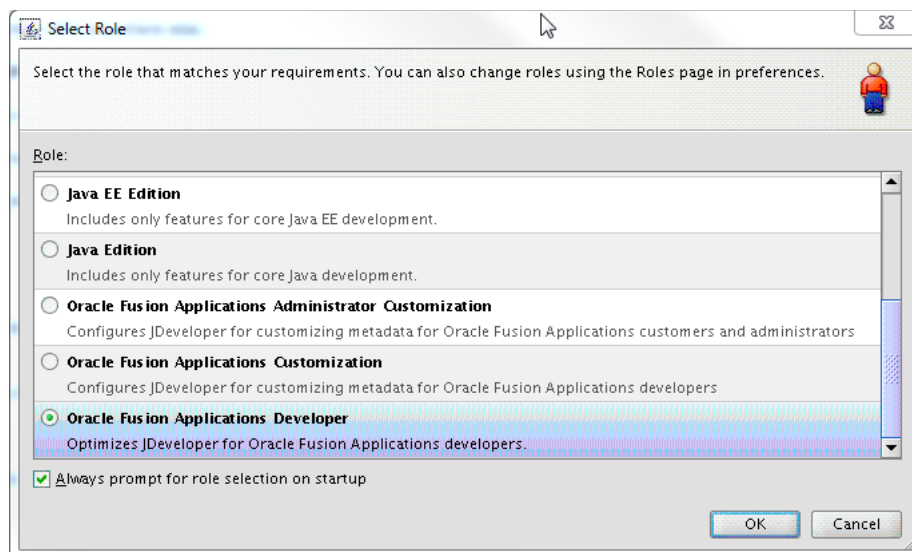 Select Role
Select the role that matches your requirements. You can also change roles using the Roles page in preferences.
Role:
Java EE Edition
Includes only features for core Java EE development.
Java Edition
Includes only features for core Java development.
Oracle Fusion Applications Administrator Customization
Configures JDeveloper for customizing metadata for Oracle Fusion Applications customers and administrators
Oracle Fusion Applications Customization
Configures JDeveloper for customizing metadata for Oracle Fusion Applications developers
Oracle Fusion Applications Developer
Optimizes JDeveloper for Oracle Fusion Applications developers.
Always prompt for role selection on startup
OK Cancel